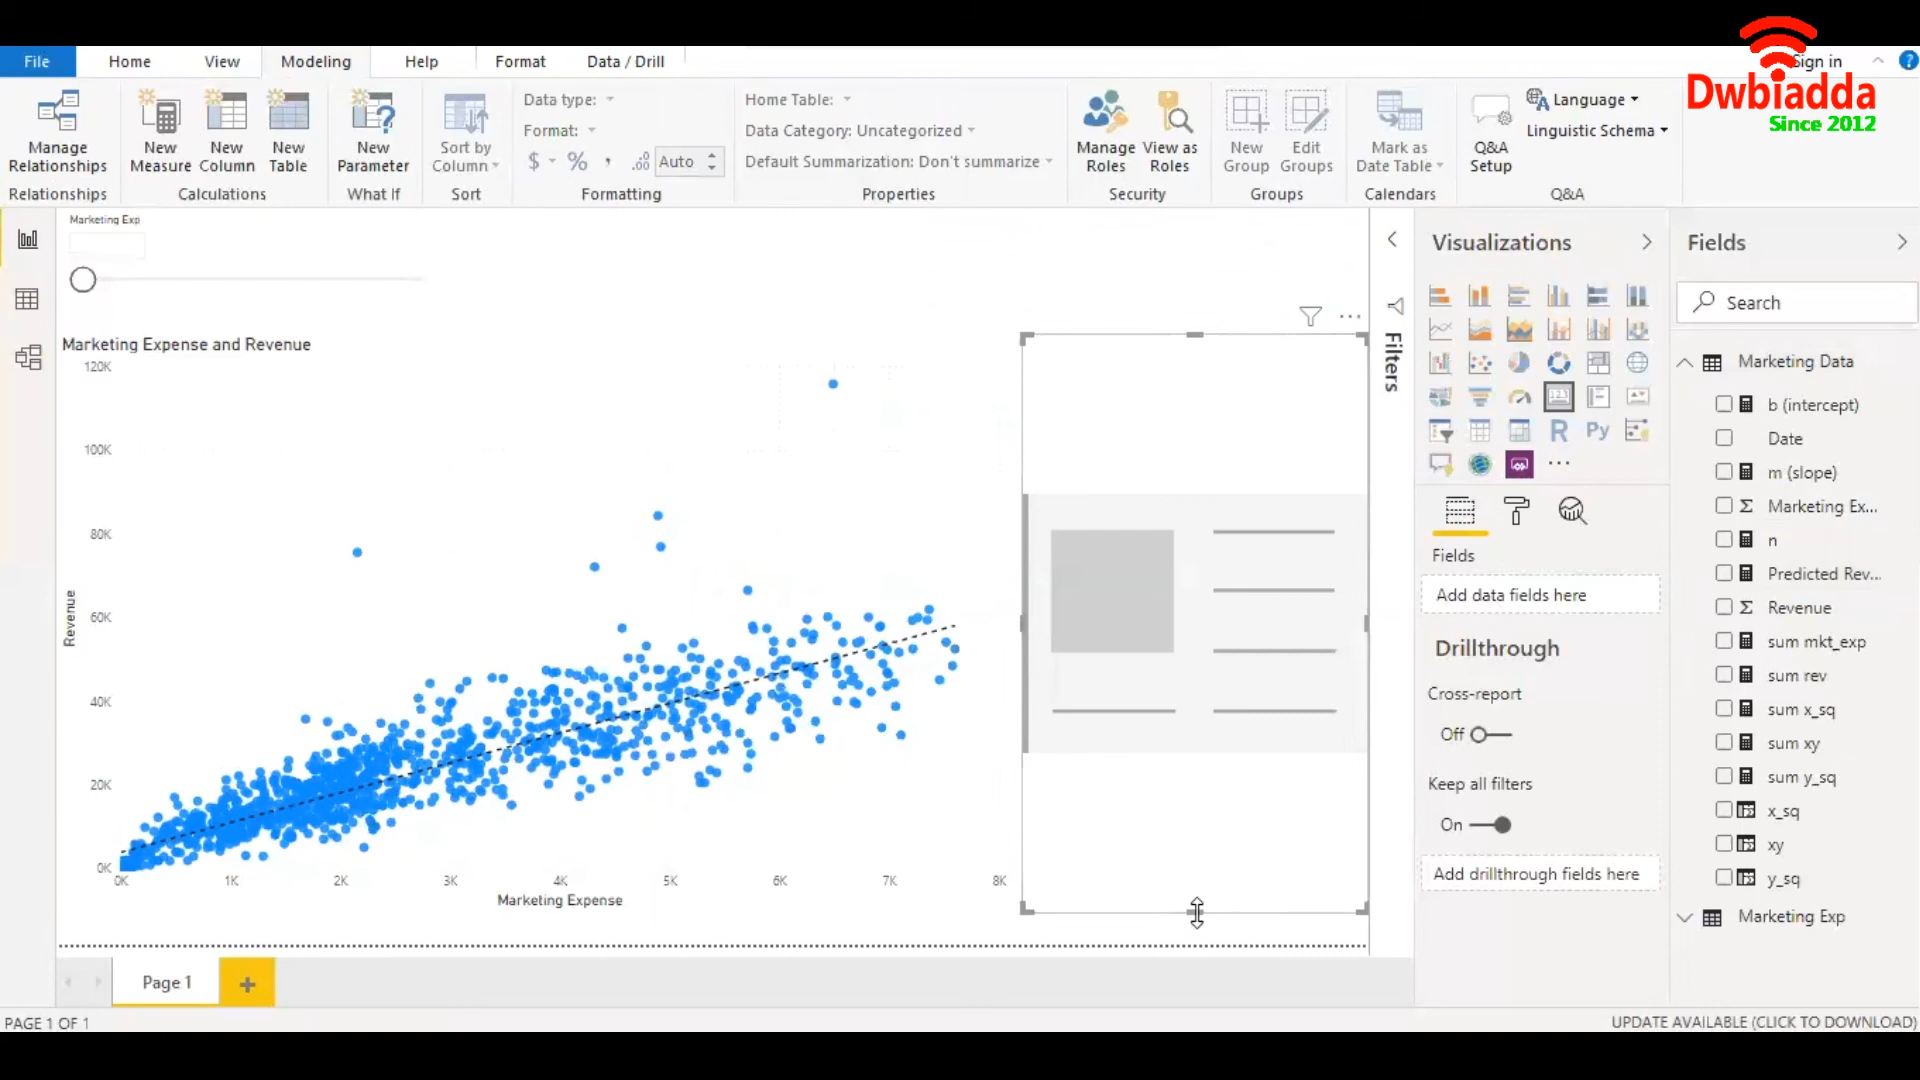 File Home View Modeling Help Format Data / Drill Sign in ?
Dwbiadda
Since 2012
Manage Relationships
Relationships
New Measure
New Column
New Table
Calculations
New Parameter
What If
Sort by Column
Sort
Data type:
Format:
$ % , .00 Auto
Formatting
Home Table:
Data Category: Uncategorized
Default Summarization: Don't summarize
Properties
Manage Roles
View as Roles
Security
New Group
Edit Groups
Groups
Mark as Date Table
Calendars
Q&A Setup
Language
Linguistic Schema
Q&A
Marketing Exp
Marketing Expense and Revenue
120K
100K
80K
60K
40K
20K
0K
Revenue
0K 1K 2K 3K 4K 5K 6K 7K 8K
Marketing Expense
Filters
Visualizations
123
R Py
Fields
Add data fields here
Drillthrough
Cross-report
Off
Keep all filters
On
Add drillthrough fields here
Fields
Search
Marketing Data
b (intercept)
Date
m (slope)
Marketing Ex...
n
Predicted Rev...
Revenue
sum mkt_exp
sum rev
sum x_sq
sum xy
sum y_sq
x_sq
xy
y_sq
Marketing Exp
Page 1
PAGE 1 OF 1
UPDATE AVAILABLE (CLICK TO DOWNLOAD)